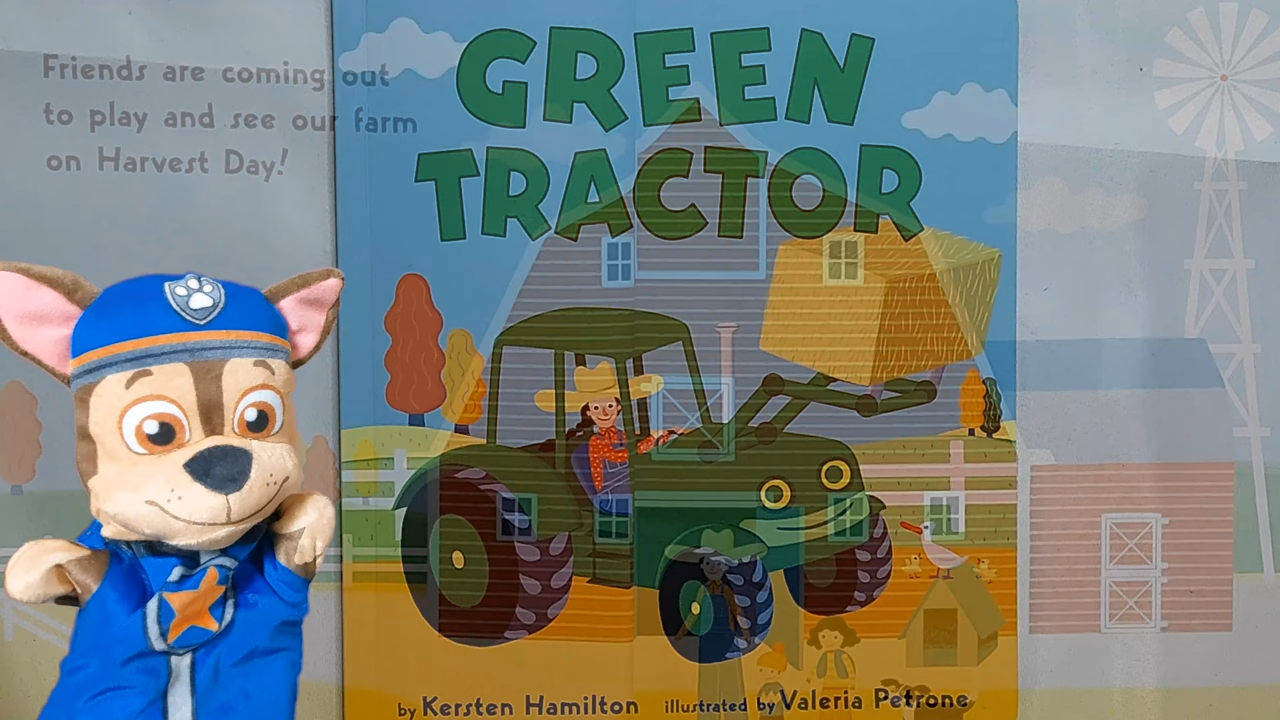 GREEN
TRACTOR
Friends are coming out
to play and see our farm
on Harvest Day!
by Kersten Hamilton illustrated by Valeria Petrone